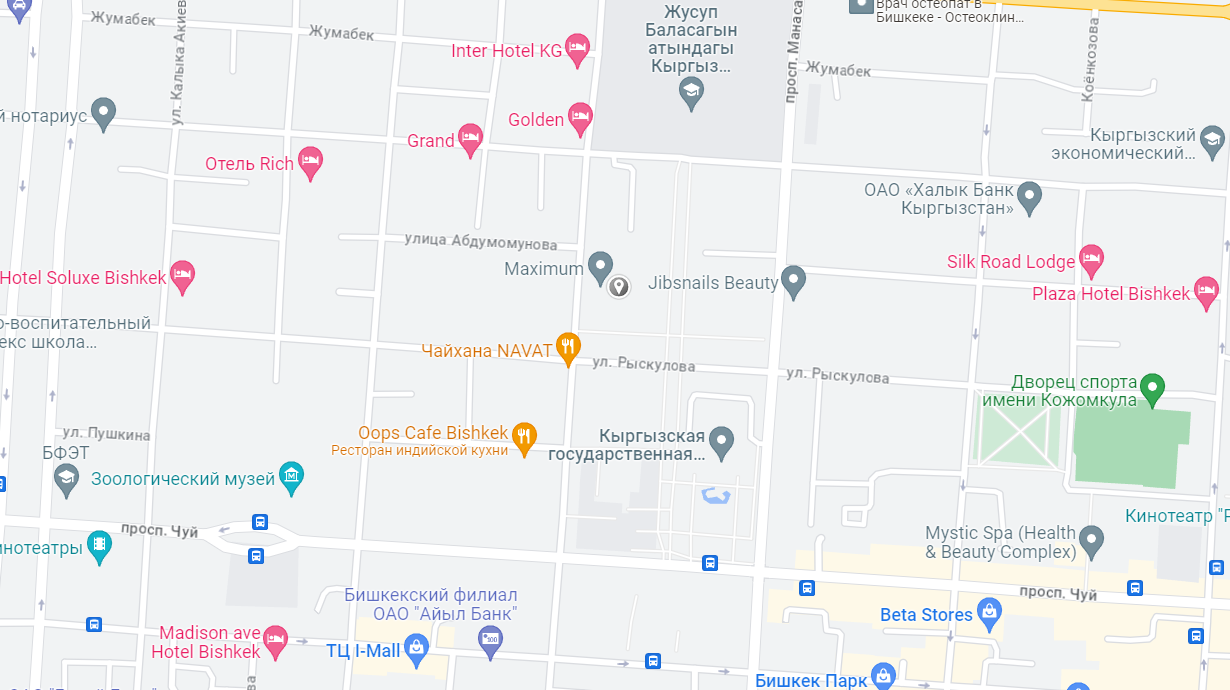 Врач остеопат в
Бишкеке - Остеоклин...
Жумабек
Жумабек
Жусуп
Баласагын
атындагы
Кыргыз...
Inter Hotel KG
ул. Калыка Акиев
просп. Манаса
Жумабек
Коёнкозова
й нотариус
Golden
Grand
Отель Rich
Кыргызский
экономический...
ОАО «Халык Банк
Кыргызстан»
улица Абдумомунова
Maximum
Jibsnails Beauty
Silk Road Lodge
Plaza Hotel Bishkek
Hotel Soluxe Bishkek
о-воспитательный
екс школа...
Чайхана NAVAT
ул. Рыскулова
ул. Рыскулова
Дворец спорта
имени Кожомкула
ул. Пушкина
БФЭТ
Oops Cafe Bishkek
Ресторан индийской кухни
Кыргызская
государственная...
Зоологический музей
просп. Чуй
инотеатры
Кинотеатр "R
Mystic Spa (Health
& Beauty Complex)
просп. Чуй
Бишкекский филиал
ОАО "Айыл Банк"
100
Beta Stores
Madison ave
Hotel Bishkek
ТЦ I-Mall
Бишкек Парк